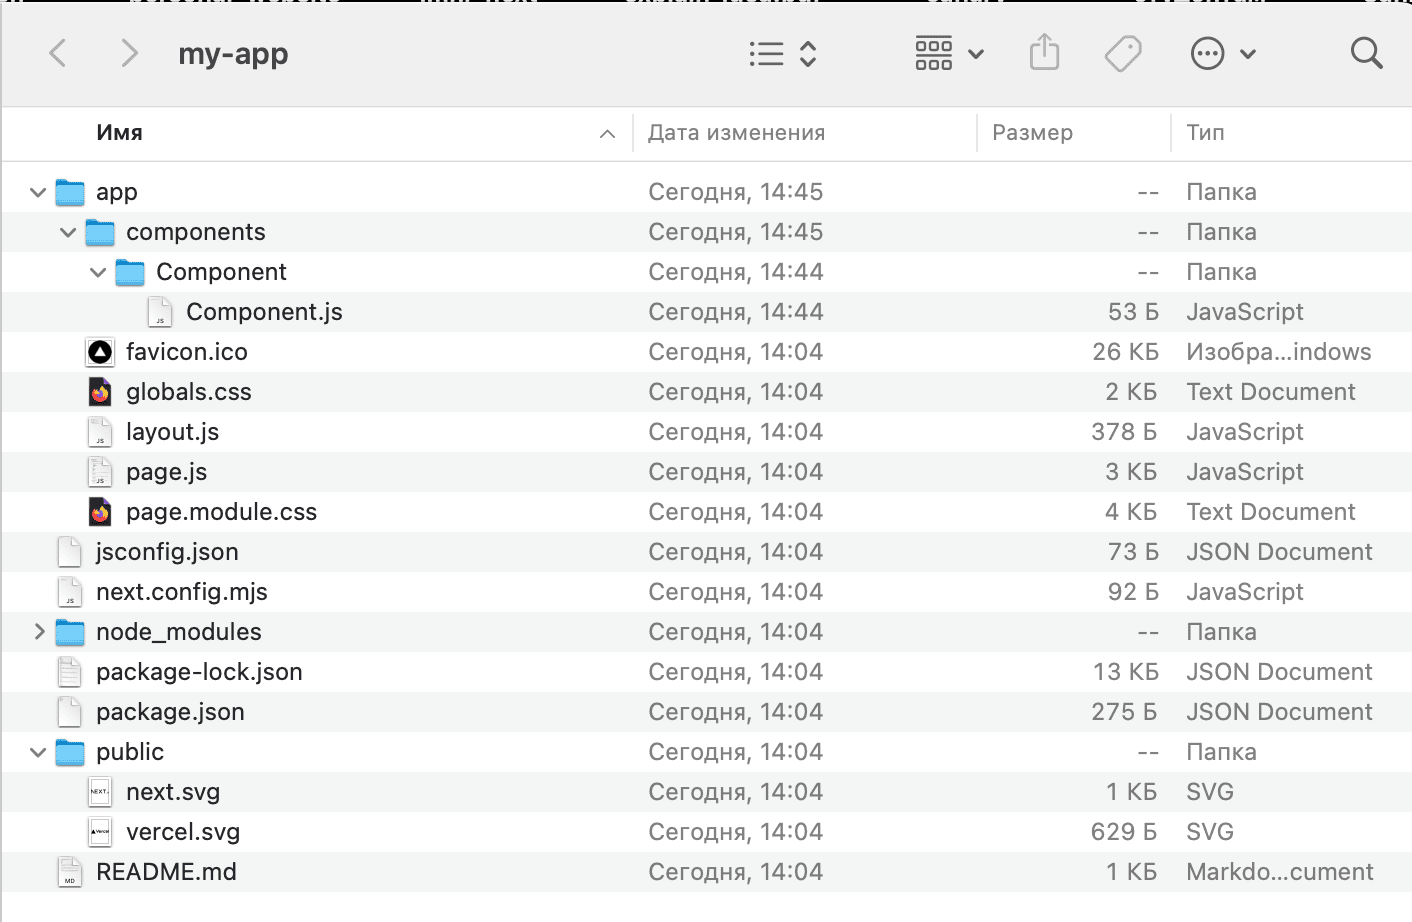 my-app
Имя Дата изменения Размер Тип
app Сегодня, 14:45 -- Папка
components Сегодня, 14:45 -- Папка
Component Сегодня, 14:44 -- Папка
Component.js Сегодня, 14:44 53 Б JavaScript
favicon.ico Сегодня, 14:04 26 КБ Изобра...indows
globals.css Сегодня, 14:04 2 КБ Text Document
layout.js Сегодня, 14:04 378 Б JavaScript
page.js Сегодня, 14:04 3 КБ JavaScript
page.module.css Сегодня, 14:04 4 КБ Text Document
jsconfig.json Сегодня, 14:04 73 Б JSON Document
next.config.mjs Сегодня, 14:04 92 Б JavaScript
node_modules Сегодня, 14:04 -- Папка
package-lock.json Сегодня, 14:04 13 КБ JSON Document
package.json Сегодня, 14:04 275 Б JSON Document
public Сегодня, 14:04 -- Папка
next.svg Сегодня, 14:04 1 КБ SVG
vercel.svg Сегодня, 14:04 629 Б SVG
README.md Сегодня, 14:04 1 КБ Markdo...cument